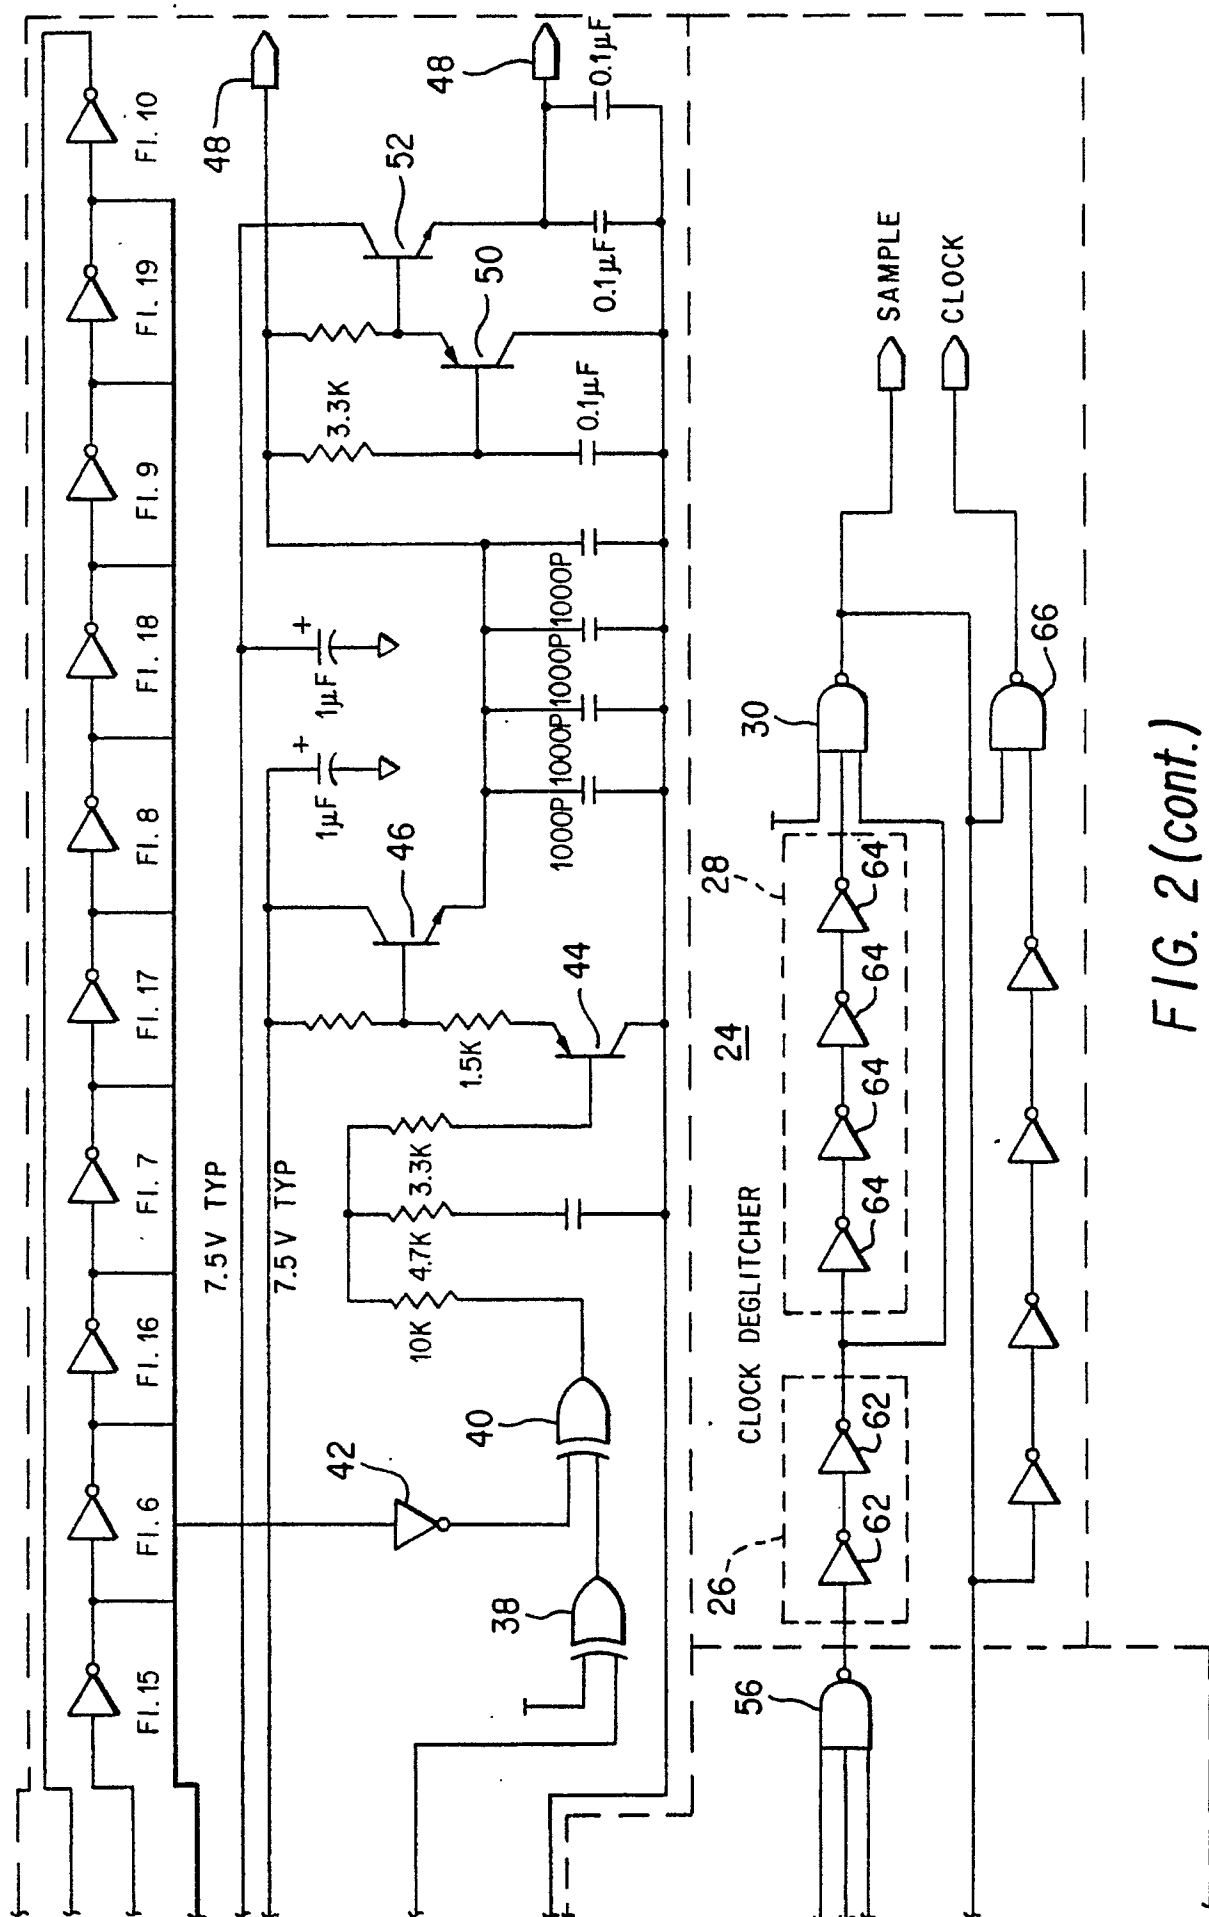 FI.15
FI.6
FI.16
FI.7
FI.17
FI.8
FI.18
FI.9
FI.19
FI.10
7.5V TYP
7.5V TYP
1µF
+
1µF
+
48
48
42
38
40
10K
4.7K
3.3K
1.5K
44
46
1000P
1000P
1000P
1000P
3.3K
0.1µF
50
52
0.1µF
0.1µF
24
CLOCK DEGLITCHER
56
26
62
62
28
64
64
64
64
30
66
SAMPLE
CLOCK
FIG. 2 (cont.)